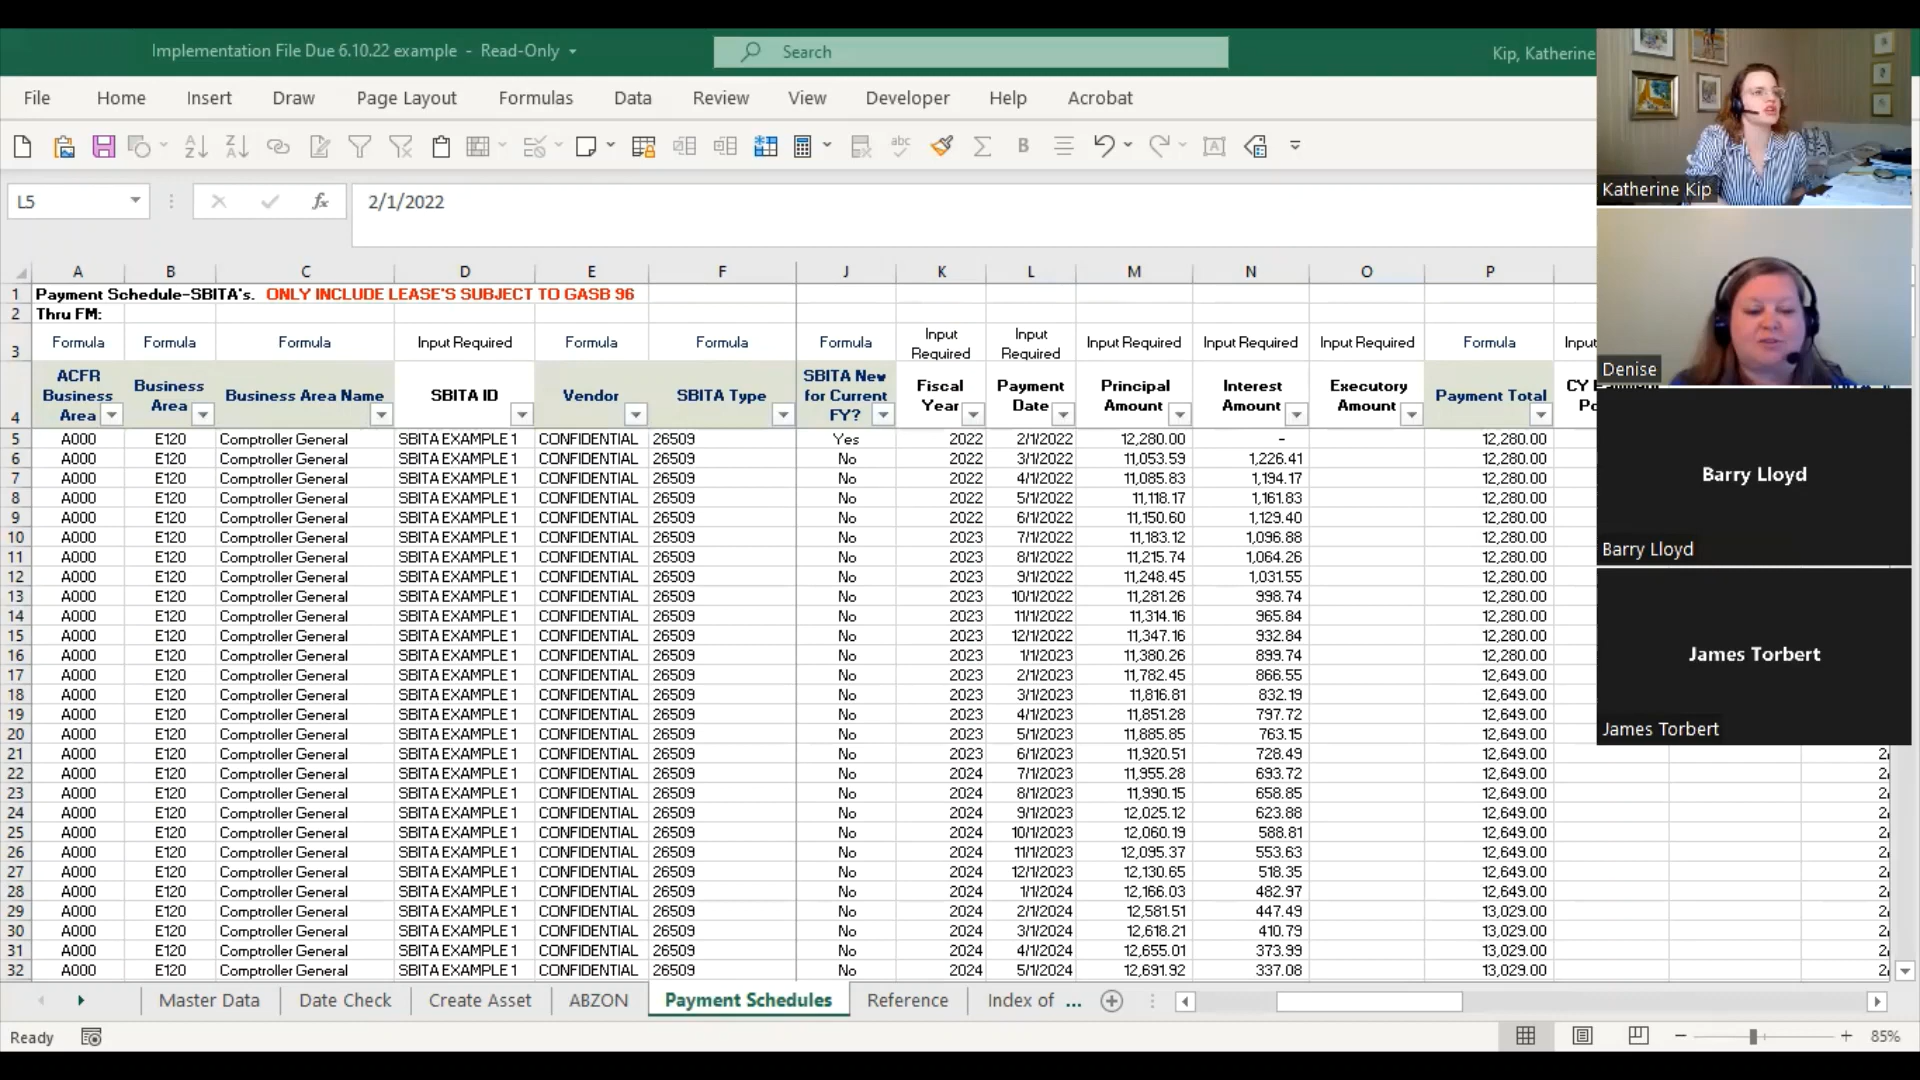 Implementation File Due 6.10.22 example - Read-Only
Search
Kip, Katherine
File Home Insert Draw Page Layout Formulas Data Review View Developer Help Acrobat
L5 fx 2/1/2022
A B C D E F J K L M N O P
1 Payment Schedule-SBITA's. ONLY INCLUDE LEASE'S SUBJECT TO GASB 96
2 Thru FM:
3 Formula Formula Formula Input Required Formula Formula Formula Input Required Input Required Input Required Input Required Input Required Formula
4 ACFR Business Area Business Area Business Area Name SBITA ID Vendor SBITA Type SBITA New for Current FY? Fiscal Year Payment Date Principal Amount Interest Amount Executory Amount Payment Total
5 A000 E120 Comptroller General SBITA EXAMPLE 1 CONFIDENTIAL 26509 Yes 2022 2/1/2022 12,280.00 - 12,280.00
6 A000 E120 Comptroller General SBITA EXAMPLE 1 CONFIDENTIAL 26509 No 2022 3/1/2022 11,053.59 1,226.41 12,280.00
7 A000 E120 Comptroller General SBITA EXAMPLE 1 CONFIDENTIAL 26509 No 2022 4/1/2022 11,085.83 1,194.17 12,280.00
8 A000 E120 Comptroller General SBITA EXAMPLE 1 CONFIDENTIAL 26509 No 2022 5/1/2022 11,118.17 1,161.83 12,280.00
9 A000 E120 Comptroller General SBITA EXAMPLE 1 CONFIDENTIAL 26509 No 2022 6/1/2022 11,150.60 1,129.40 12,280.00
10 A000 E120 Comptroller General SBITA EXAMPLE 1 CONFIDENTIAL 26509 No 2023 7/1/2022 11,183.12 1,096.88 12,280.00
11 A000 E120 Comptroller General SBITA EXAMPLE 1 CONFIDENTIAL 26509 No 2023 8/1/2022 11,215.74 1,064.26 12,280.00
12 A000 E120 Comptroller General SBITA EXAMPLE 1 CONFIDENTIAL 26509 No 2023 9/1/2022 11,248.45 1,031.55 12,280.00
13 A000 E120 Comptroller General SBITA EXAMPLE 1 CONFIDENTIAL 26509 No 2023 10/1/2022 11,281.26 998.74 12,280.00
14 A000 E120 Comptroller General SBITA EXAMPLE 1 CONFIDENTIAL 26509 No 2023 11/1/2022 11,314.16 965.84 12,280.00
15 A000 E120 Comptroller General SBITA EXAMPLE 1 CONFIDENTIAL 26509 No 2023 12/1/2022 11,347.16 932.84 12,280.00
16 A000 E120 Comptroller General SBITA EXAMPLE 1 CONFIDENTIAL 26509 No 2023 1/1/2023 11,380.26 899.74 12,280.00
17 A000 E120 Comptroller General SBITA EXAMPLE 1 CONFIDENTIAL 26509 No 2023 2/1/2023 11,782.45 866.55 12,649.00
18 A000 E120 Comptroller General SBITA EXAMPLE 1 CONFIDENTIAL 26509 No 2023 3/1/2023 11,816.81 832.19 12,649.00
19 A000 E120 Comptroller General SBITA EXAMPLE 1 CONFIDENTIAL 26509 No 2023 4/1/2023 11,851.28 797.72 12,649.00
20 A000 E120 Comptroller General SBITA EXAMPLE 1 CONFIDENTIAL 26509 No 2023 5/1/2023 11,885.85 763.15 12,649.00
21 A000 E120 Comptroller General SBITA EXAMPLE 1 CONFIDENTIAL 26509 No 2023 6/1/2023 11,920.51 728.49 12,649.00
22 A000 E120 Comptroller General SBITA EXAMPLE 1 CONFIDENTIAL 26509 No 2024 7/1/2023 11,955.28 693.72 12,649.00
23 A000 E120 Comptroller General SBITA EXAMPLE 1 CONFIDENTIAL 26509 No 2024 8/1/2023 11,990.15 658.85 12,649.00
24 A000 E120 Comptroller General SBITA EXAMPLE 1 CONFIDENTIAL 26509 No 2024 9/1/2023 12,025.12 623.88 12,649.00
25 A000 E120 Comptroller General SBITA EXAMPLE 1 CONFIDENTIAL 26509 No 2024 10/1/2023 12,060.19 588.81 12,649.00
26 A000 E120 Comptroller General SBITA EXAMPLE 1 CONFIDENTIAL 26509 No 2024 11/1/2023 12,095.37 553.63 12,649.00
27 A000 E120 Comptroller General SBITA EXAMPLE 1 CONFIDENTIAL 26509 No 2024 12/1/2023 12,130.65 518.35 12,649.00
28 A000 E120 Comptroller General SBITA EXAMPLE 1 CONFIDENTIAL 26509 No 2024 1/1/2024 12,166.03 482.97 12,649.00
29 A000 E120 Comptroller General SBITA EXAMPLE 1 CONFIDENTIAL 26509 No 2024 2/1/2024 12,581.51 447.49 13,029.00
30 A000 E120 Comptroller General SBITA EXAMPLE 1 CONFIDENTIAL 26509 No 2024 3/1/2024 12,618.21 410.79 13,029.00
31 A000 E120 Comptroller General SBITA EXAMPLE 1 CONFIDENTIAL 26509 No 2024 4/1/2024 12,655.01 373.99 13,029.00
32 A000 E120 Comptroller General SBITA EXAMPLE 1 CONFIDENTIAL 26509 No 2024 5/1/2024 12,691.92 337.08 13,029.00
Master Data Date Check Create Asset ABZON Payment Schedules Reference Index of ...
Ready 85%
Katherine Kip
Denise
Barry Lloyd
Barry Lloyd
James Torbert
James Torbert